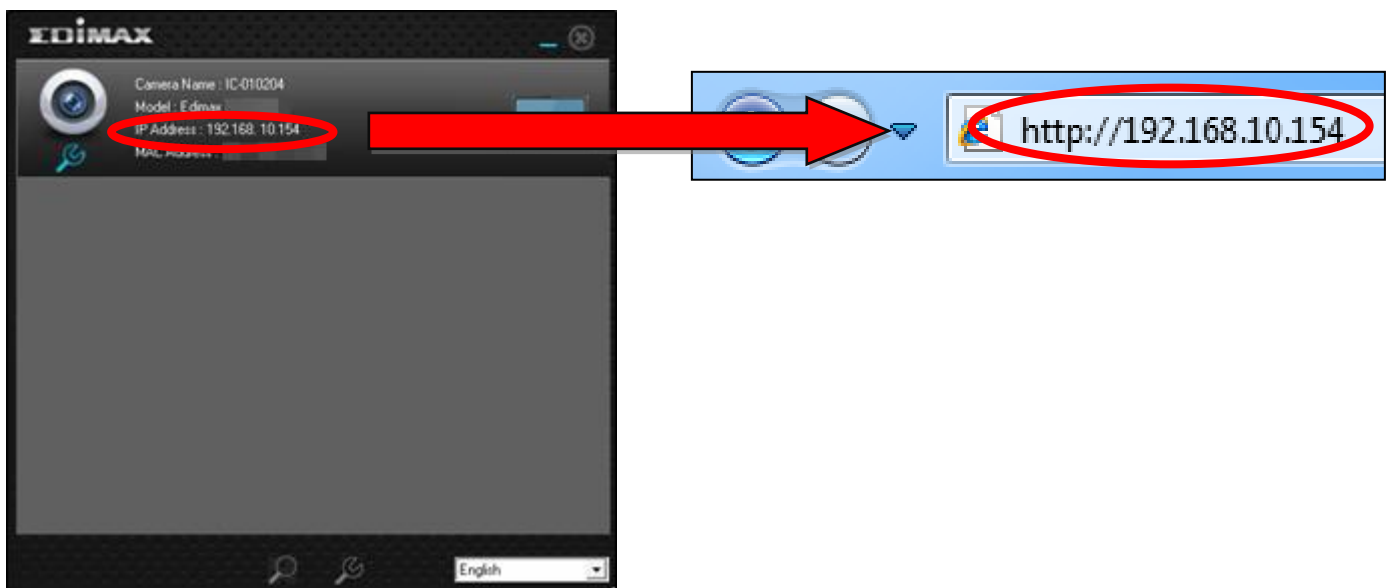 EDIMAX
Camera Name : IC-010204
Model : Edimax
IP Address : 192.168. 10.154
MAC Address :
English
http://192.168.10.154